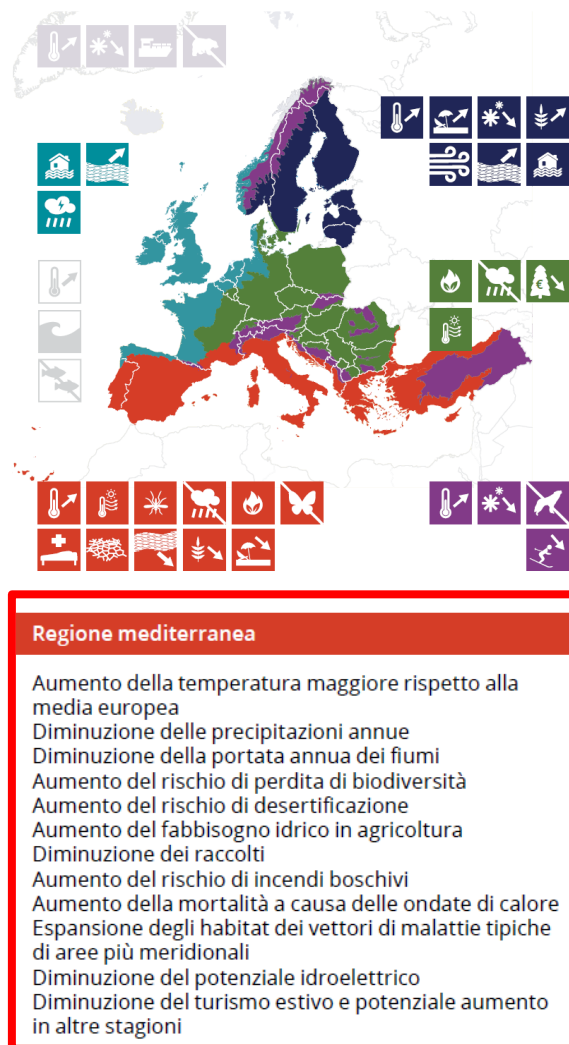 Regione mediterranea
Aumento della temperatura maggiore rispetto alla
media europea
Diminuzione delle precipitazioni annue
Diminuzione della portata annua dei fiumi
Aumento del rischio di perdita di biodiversità
Aumento del rischio di desertificazione
Aumento del fabbisogno idrico in agricoltura
Diminuzione dei raccolti
Aumento del rischio di incendi boschivi
Aumento della mortalità a causa delle ondate di calore
Espansione degli habitat dei vettori di malattie tipiche
di aree più meridionali
Diminuzione del potenziale idroelettrico
Diminuzione del turismo estivo e potenziale aumento
in altre stagioni